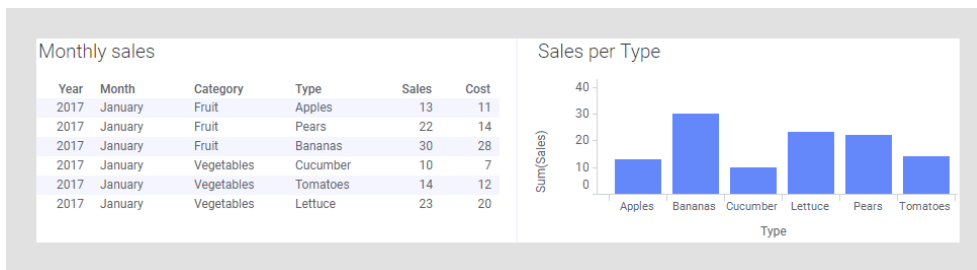 Monthly sales
Year Month Category Type Sales Cost
2017 January Fruit Apples 13 11
2017 January Fruit Pears 22 14
2017 January Fruit Bananas 30 28
2017 January Vegetables Cucumber 10 7
2017 January Vegetables Tomatoes 14 12
2017 January Vegetables Lettuce 23 20
Sales per Type
Sum(Sales)
40
30
20
10
0
Apples Bananas Cucumber Lettuce Pears Tomatoes
Type